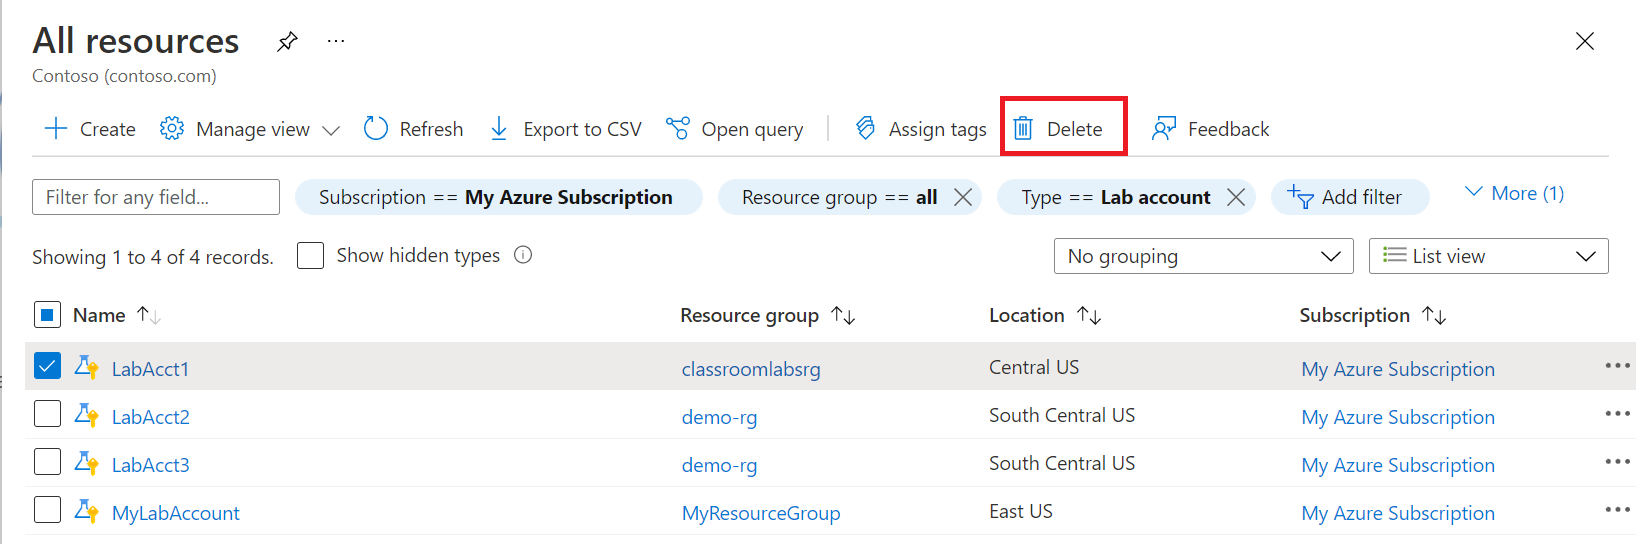 All resources
Contoso (contoso.com)
Create Manage view Refresh Export to CSV Open query Assign tags Delete Feedback
Filter for any field... Subscription == My Azure Subscription Resource group == all Type == Lab account Add filter More (1)
Showing 1 to 4 of 4 records. Show hidden types No grouping List view
Name Resource group Location Subscription
LabAcct1 classroomlabsrg Central US My Azure Subscription
LabAcct2 demo-rg South Central US My Azure Subscription
LabAcct3 demo-rg South Central US My Azure Subscription
MyLabAccount MyResourceGroup East US My Azure Subscription